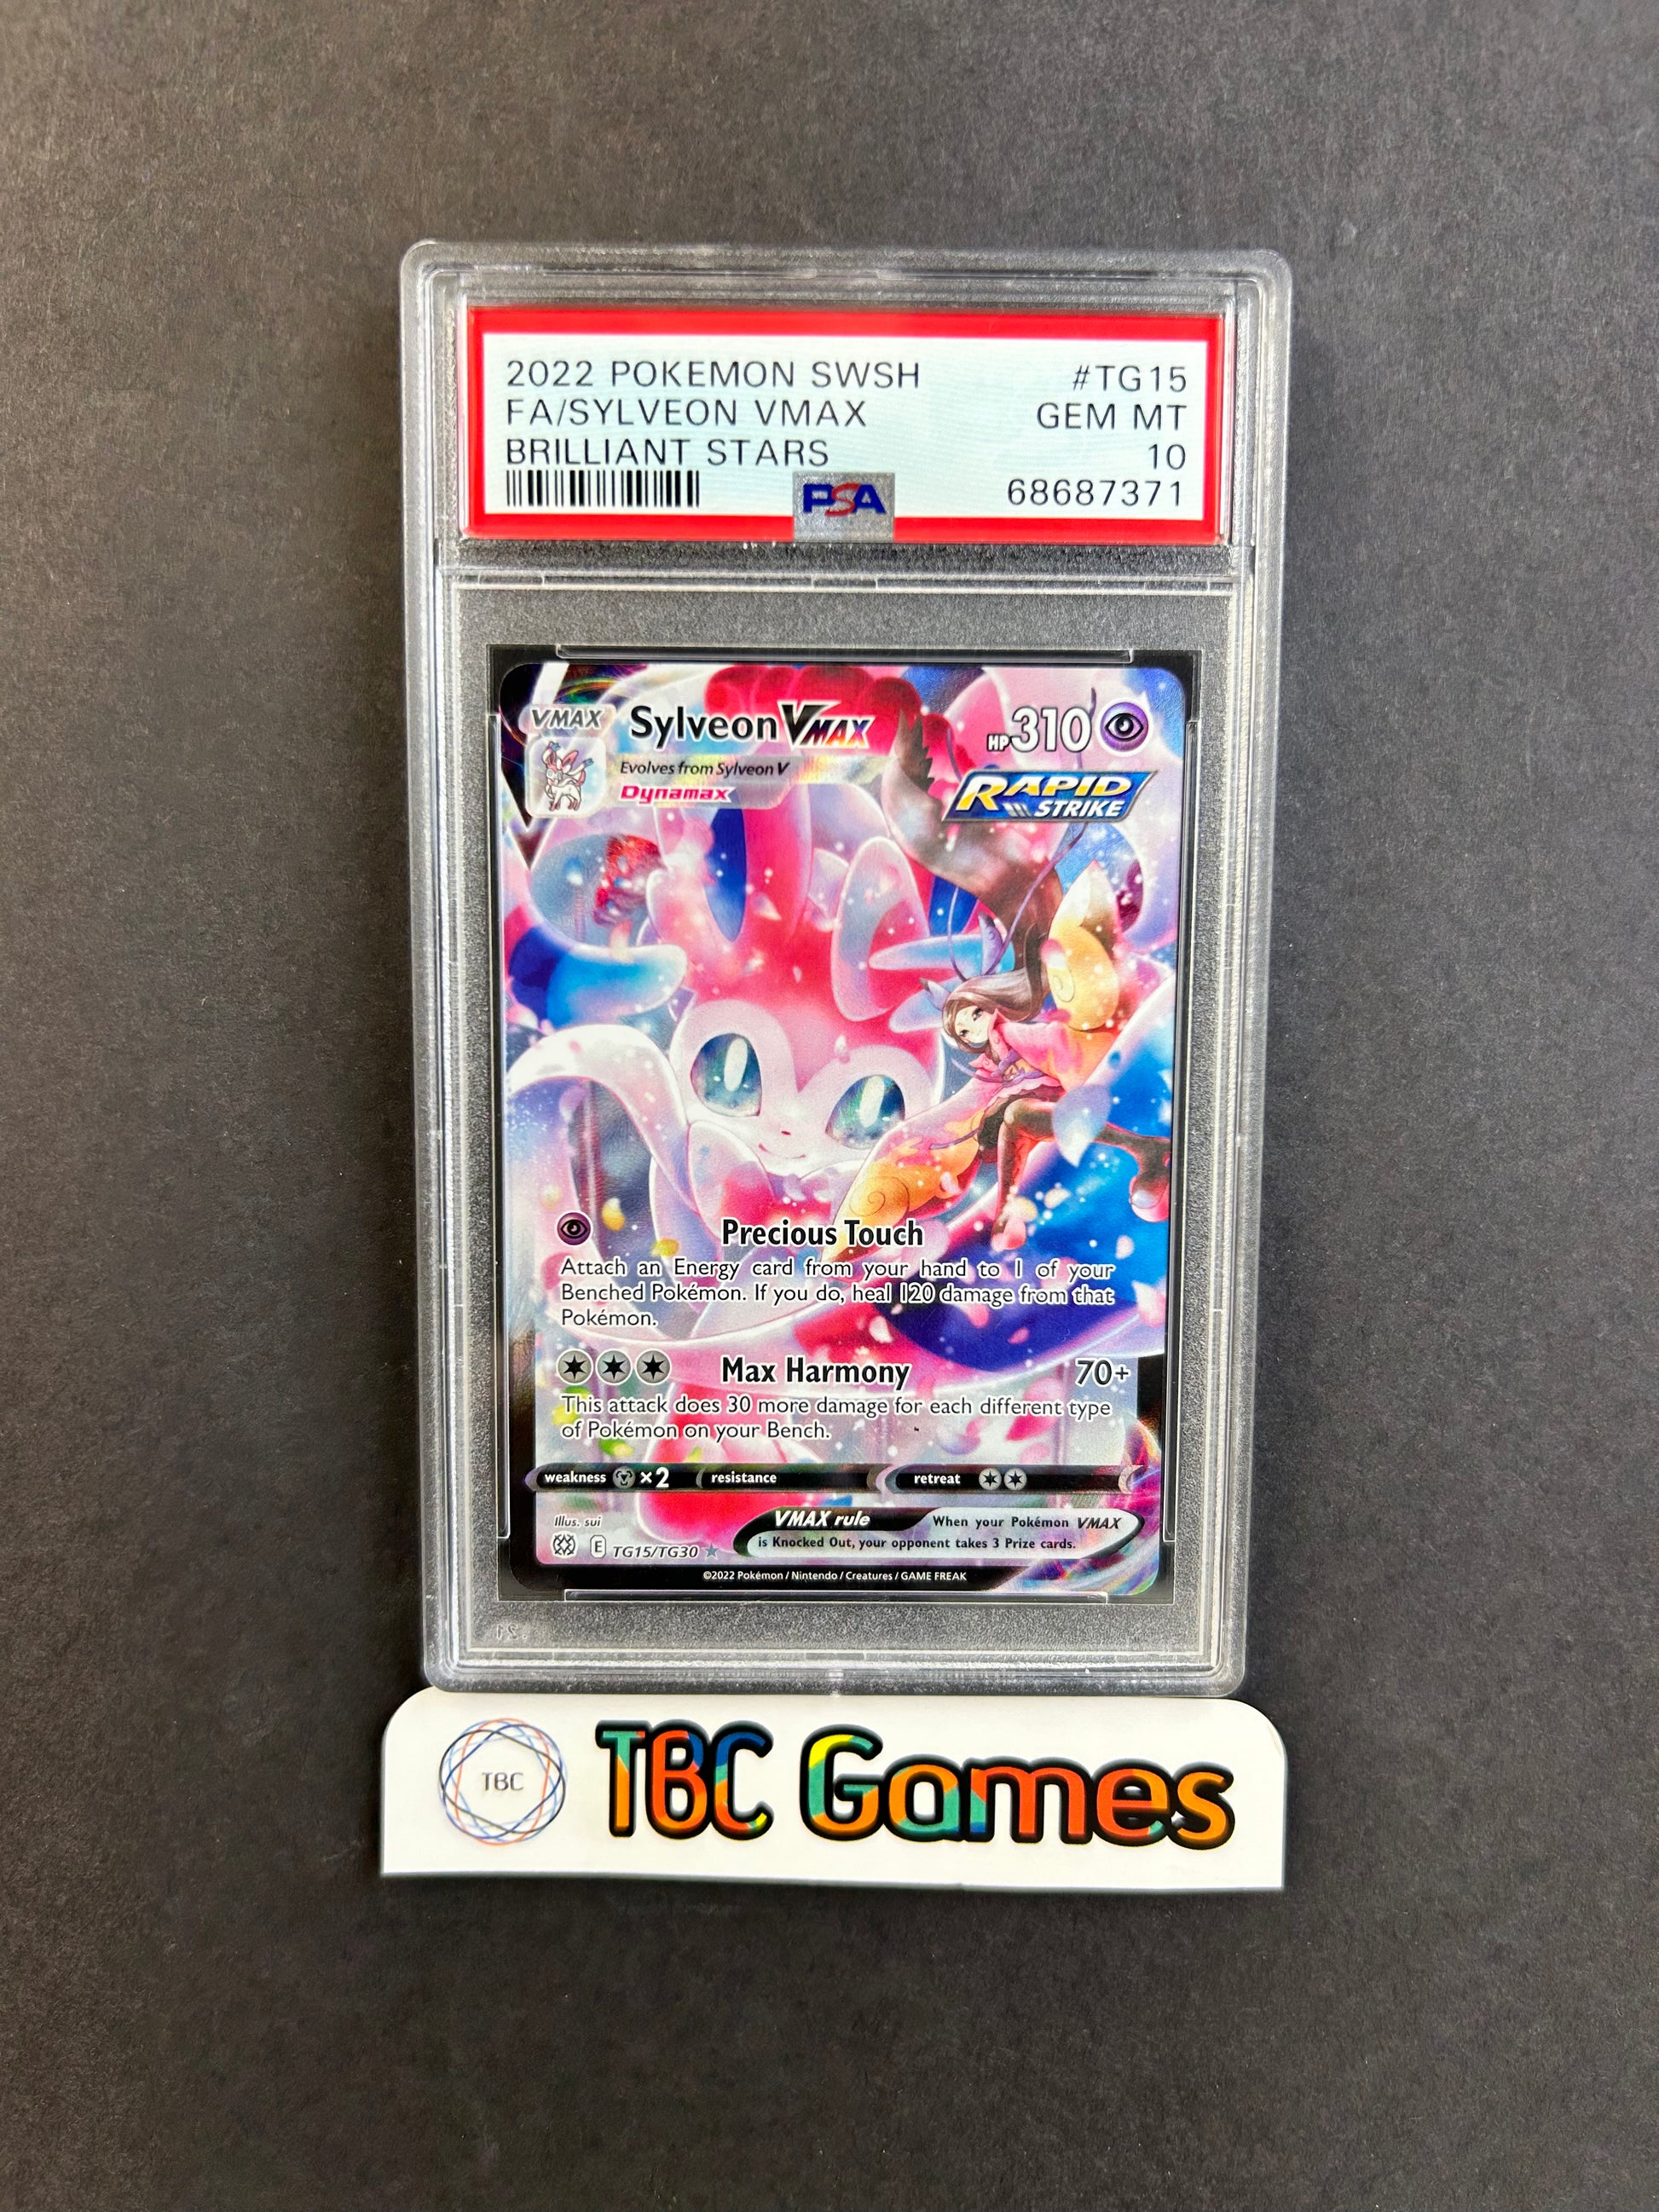 2022 POKEMON SWSH #TG15
FA/SYLVEON VMAX GEM MT
BRILLIANT STARS 10
PSA 68687371
VMAX Sylveon VMAX HP 310
Evolves from Sylveon V
Dynamax
RAPID
STRIKE
Precious Touch
Attach an Energy card from your hand to 1 of your
Benched Pokémon. If you do, heal 120 damage from that
Pokémon.
Max Harmony 70+
This attack does 30 more damage for each different type
of Pokémon on your Bench.
weakness ×2 resistance retreat
Illus. sui
VMAX rule When your Pokémon VMAX
is Knocked Out, your opponent takes 3 Prize cards.
E TG15/TG30
©2022 Pokémon / Nintendo / Creatures / GAME FREAK
TBC TBC Games